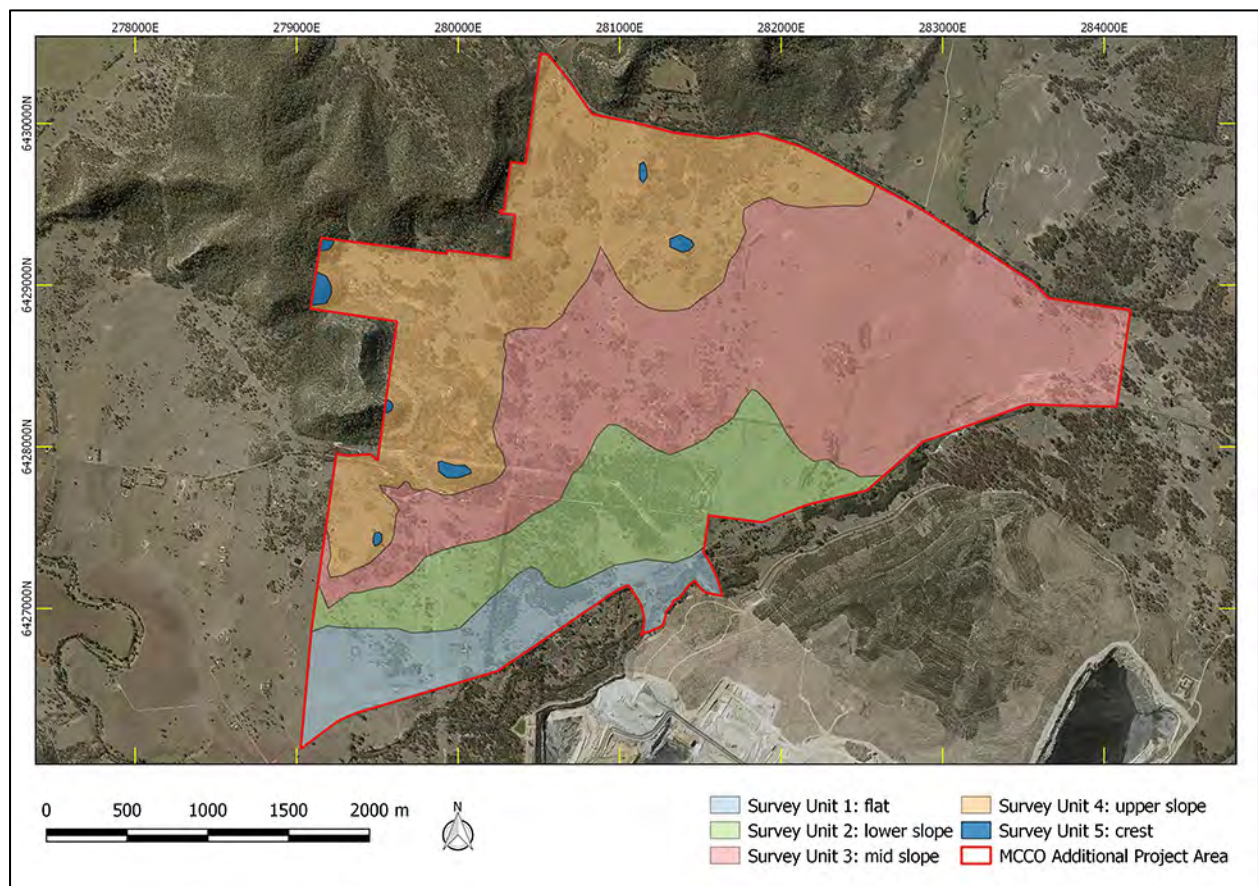 278000E 279000E 280000E 281000E 282000E 283000E 284000E
6430000N
6429000N
6428000N
6427000N
0 500 1000 1500 2000 m
N
Survey Unit 1: flat
Survey Unit 2: lower slope
Survey Unit 3: mid slope
Survey Unit 4: upper slope
Survey Unit 5: crest
MCCO Additional Project Area